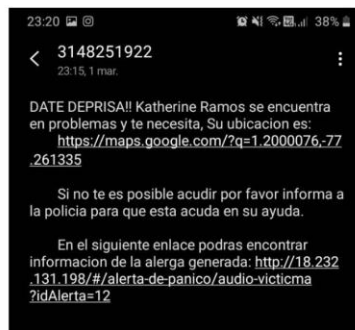 23:20 38%
3148251922
23:15, 1 mar.
DATE DEPRISA!! Katherine Ramos se encuentra
en problemas y te necesita, Su ubicacion es:
https://maps.google.com/?q=1.2000076,-77
.261335
Si no te es posible acudir por favor informa a
la policia para que esta acuda en su ayuda.
En el siguiente enlace podras encontrar
informacion de la alerga generada: http://18.232
.131.198/#/alerta-de-panico/audio-victicma
?idAlerta=12